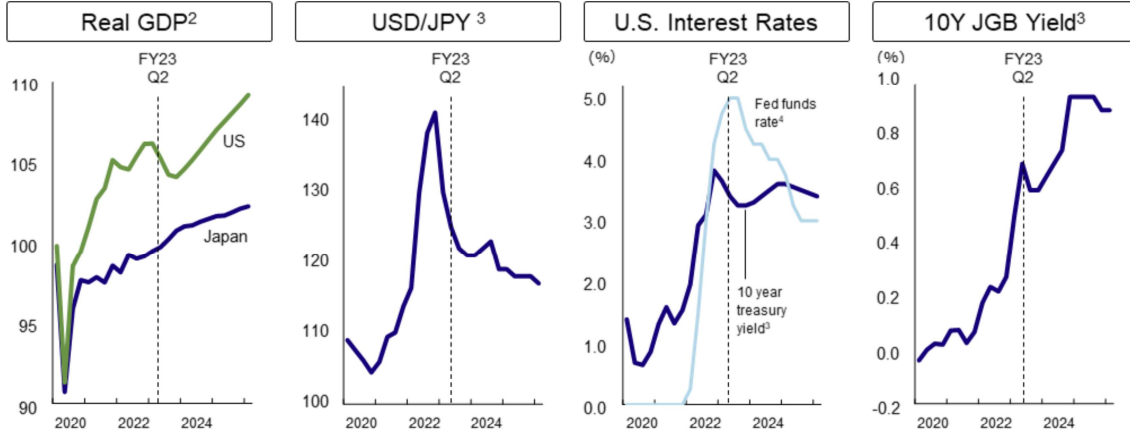 Real GDP²
FY23
Q2
110
105
100
95
90
US
Japan
2020 2022 2024
USD/JPY ³
FY23
Q2
140
130
120
110
100
2020 2022 2024
U.S. Interest Rates
(%)
FY23
Q2
5.0
4.0
3.0
2.0
1.0
0.0
Fed funds
rate⁴
10 year
treasury
yield³
2020 2022 2024
10Y JGB Yield³
(%)
FY23
Q2
1.0
0.8
0.6
0.4
0.2
0.0
-0.2
2020 2022 2024